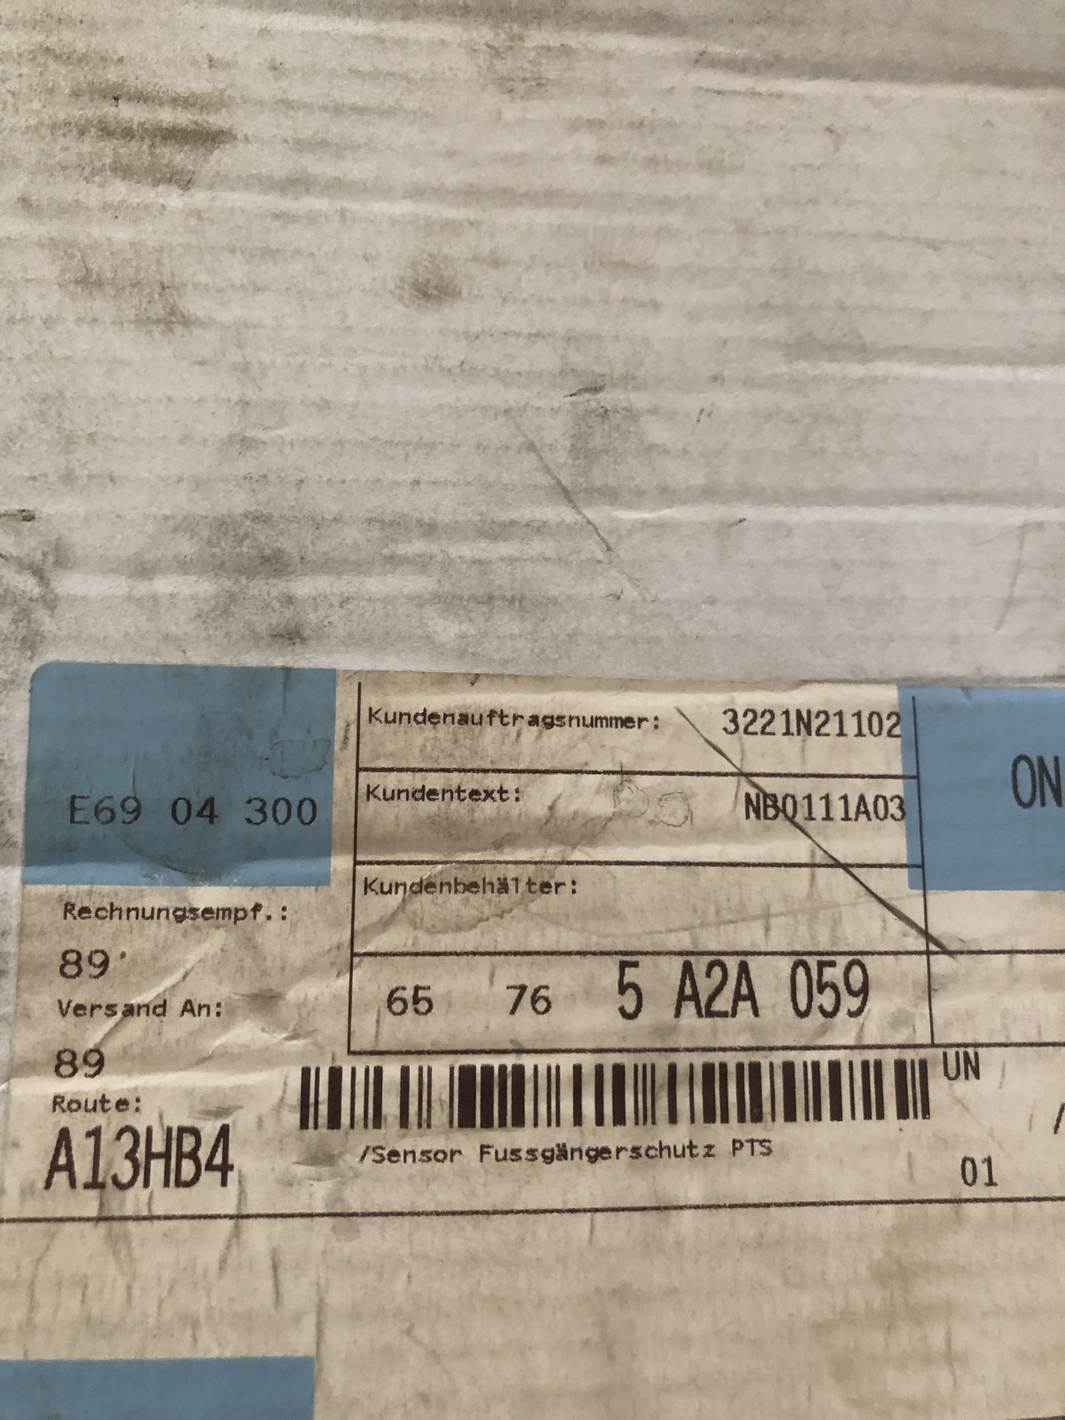 Kundenauftragsnummer: 3221N21102
E69 04 300
Kundentext: NB0111A03
ON
Kundenbehälter:
Rechnungsempf.:
89
Versand An:
89
65 76 5 A2A 059
UN
Route:
A13HB4
/Sensor Fussgängerschutz PTS
01
/